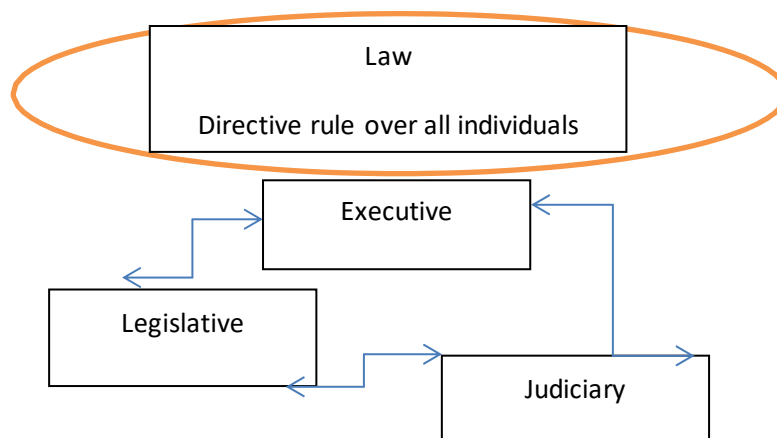 Law
Directive rule over all individuals
Executive
Legislative
Judiciary